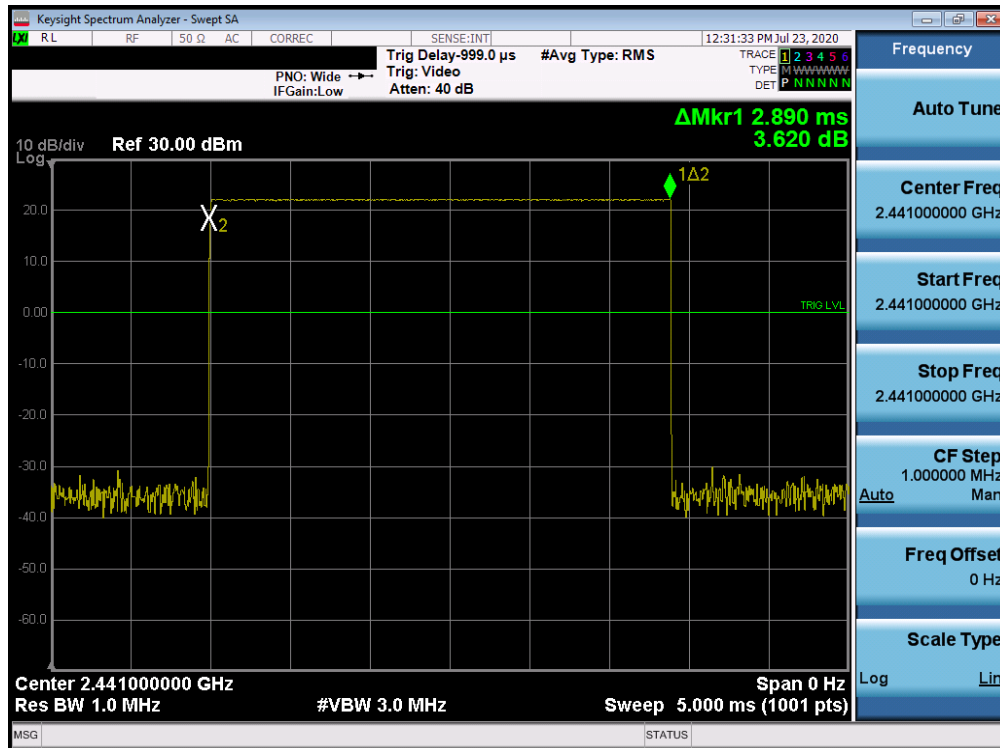 Keysight Spectrum Analyzer - Swept SA
LXI RL RF 50 Ω AC CORREC SENSE:INT 12:31:33 PM Jul 23, 2020
Trig Delay-999.0 µs #Avg Type: RMS TRACE 1 2 3 4 5 6
PNO: Wide Trig: Video TYPE M WWWWW
IFGain:Low Atten: 40 dB DET P N N N N N
ΔMkr1 2.890 ms
10 dB/div Ref 30.00 dBm 3.620 dB
Log
1Δ2
20.0
X2
10.0
0.00
TRIG LVL
-10.0
-20.0
-30.0
-40.0
-50.0
-60.0
Center 2.441000000 GHz Span 0 Hz
Res BW 1.0 MHz #VBW 3.0 MHz Sweep 5.000 ms (1001 pts)
MSG STATUS
Frequency
Auto Tune
Center Freq
2.441000000 GHz
Start Freq
2.441000000 GHz
Stop Freq
2.441000000 GHz
CF Step
1.000000 MHz
Auto Man
Freq Offset
0 Hz
Scale Type
Log Lin